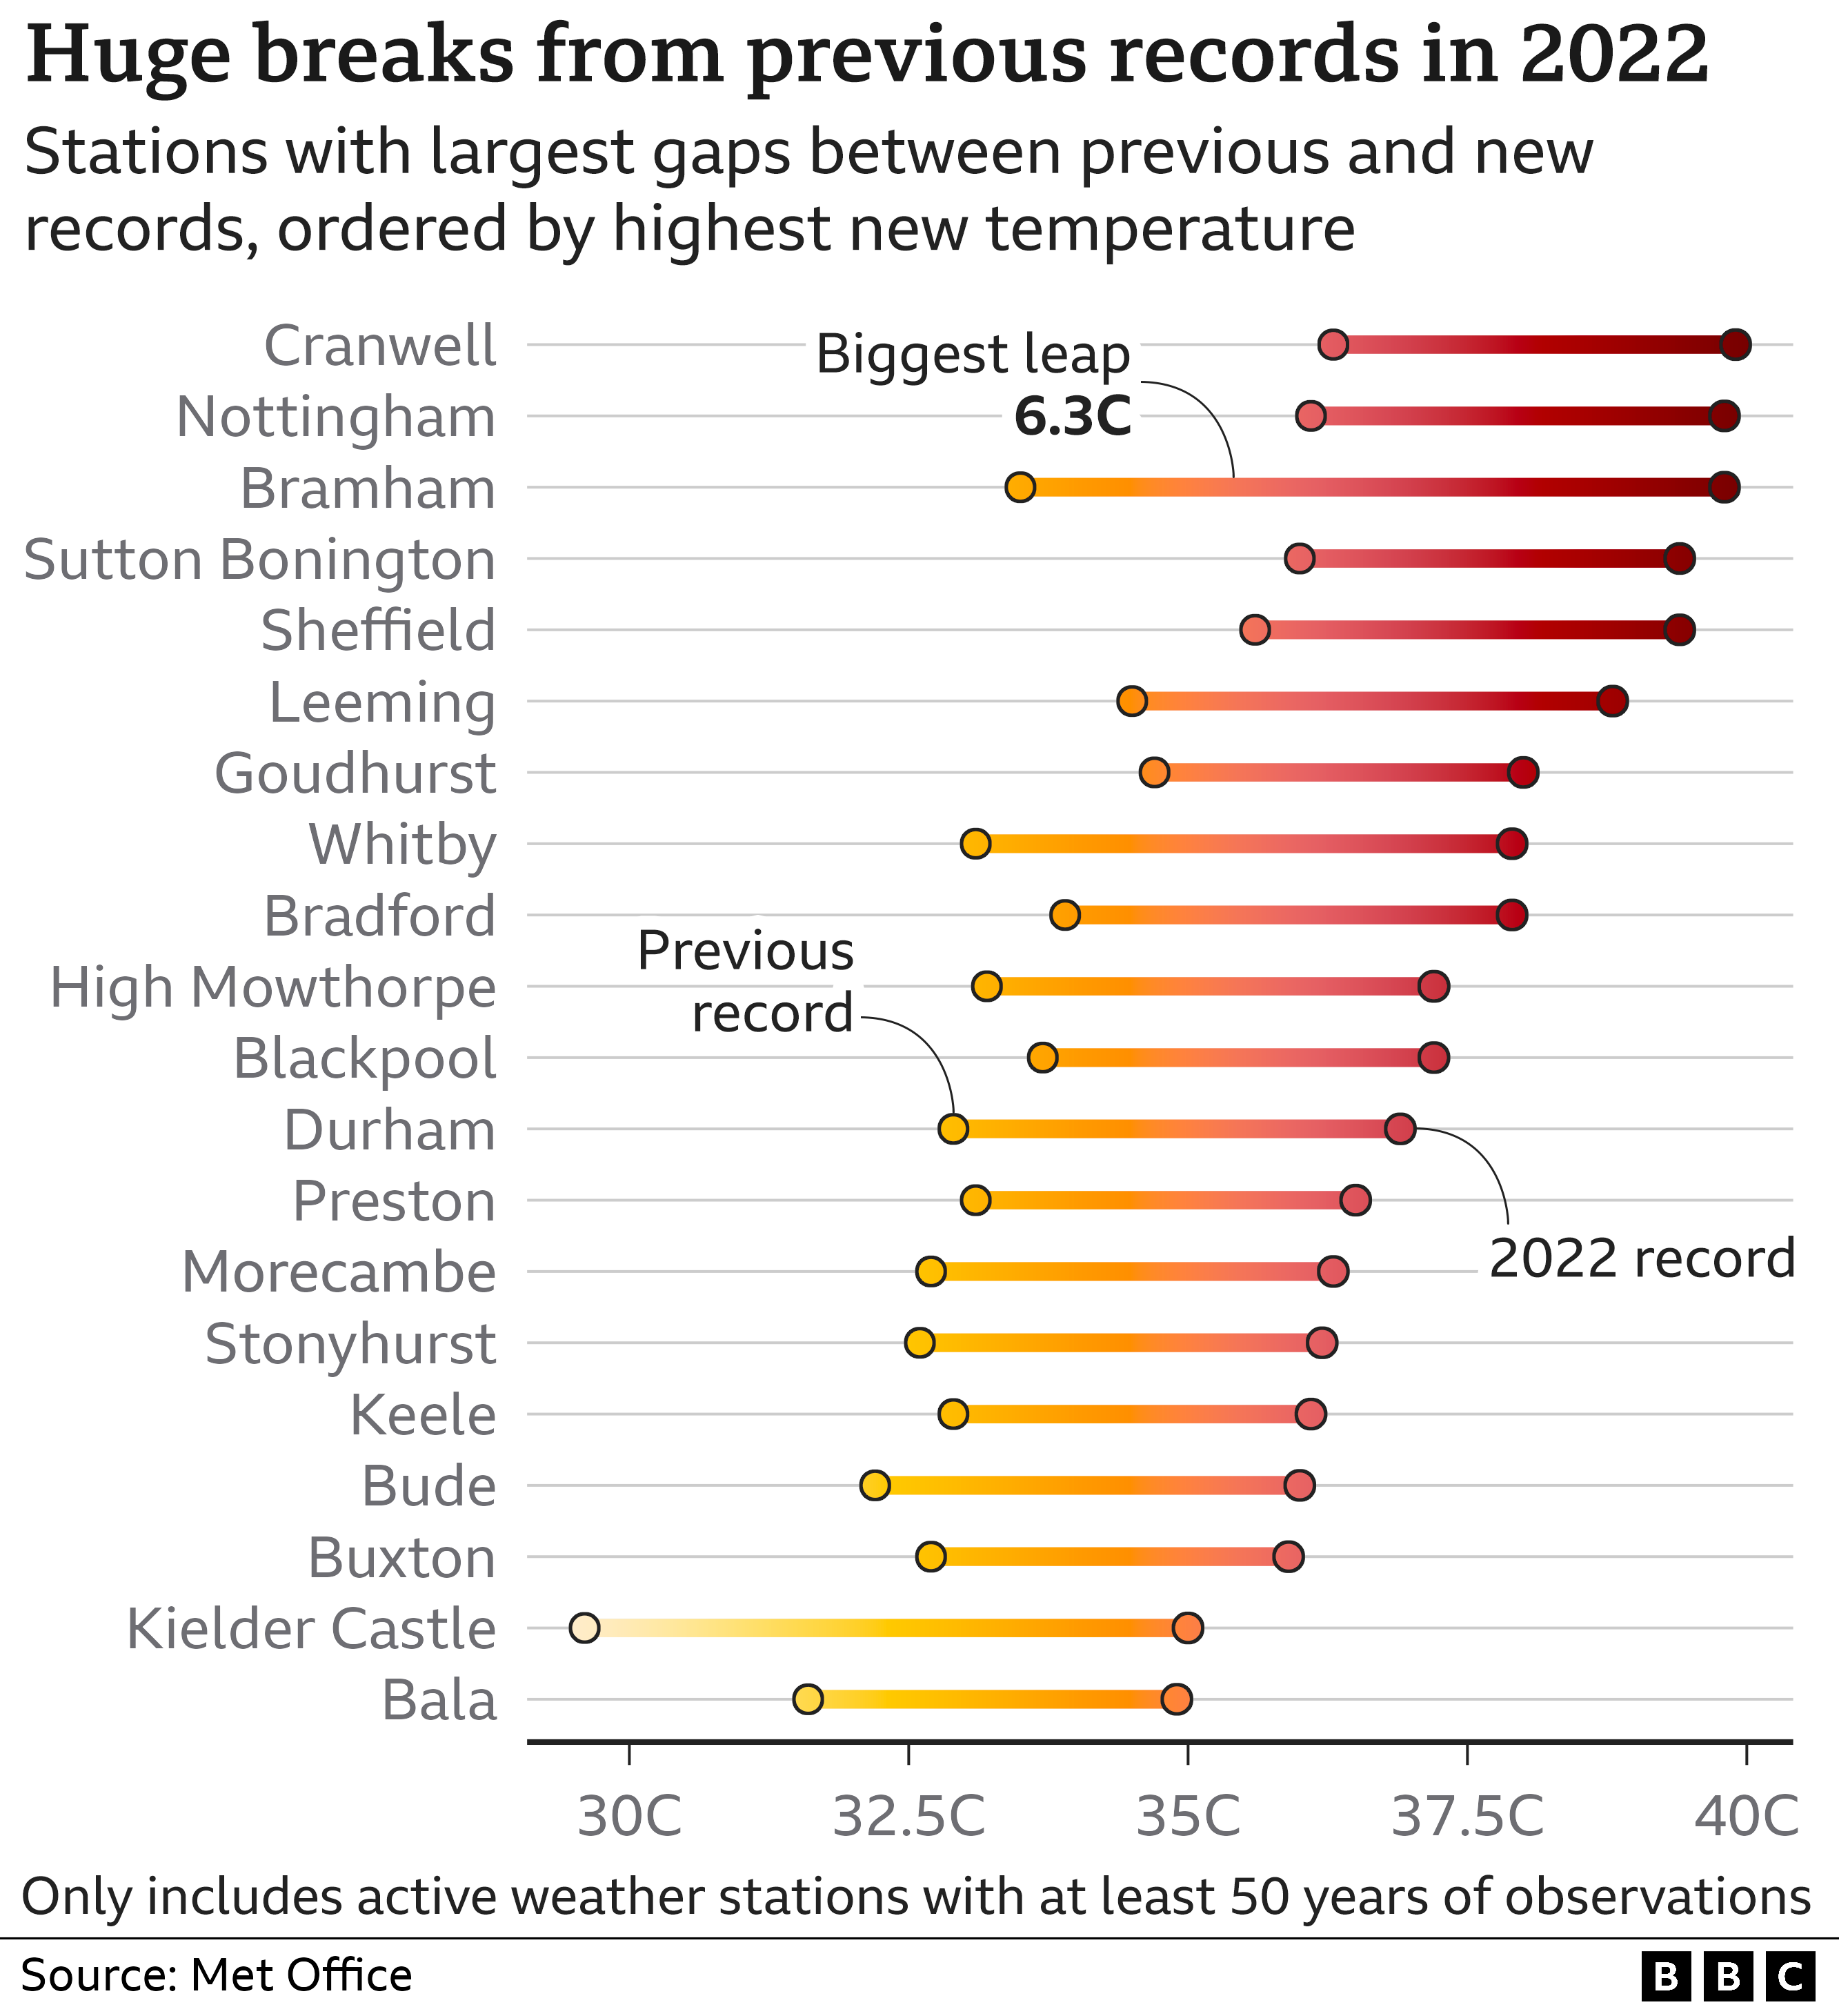 Huge breaks from previous records in 2022
Stations with largest gaps between previous and new
records, ordered by highest new temperature
Cranwell
Biggest leap
6.3C
Nottingham
Bramham
Sutton Bonington
Sheffield
Leeming
Goudhurst
Whitby
Bradford
Previous
record
High Mowthorpe
Blackpool
Durham
Preston
2022 record
Morecambe
Stonyhurst
Keele
Bude
Buxton
Kielder Castle
Bala
30C 32.5C 35C 37.5C 40C
Only includes active weather stations with at least 50 years of observations
Source: Met Office
BBC